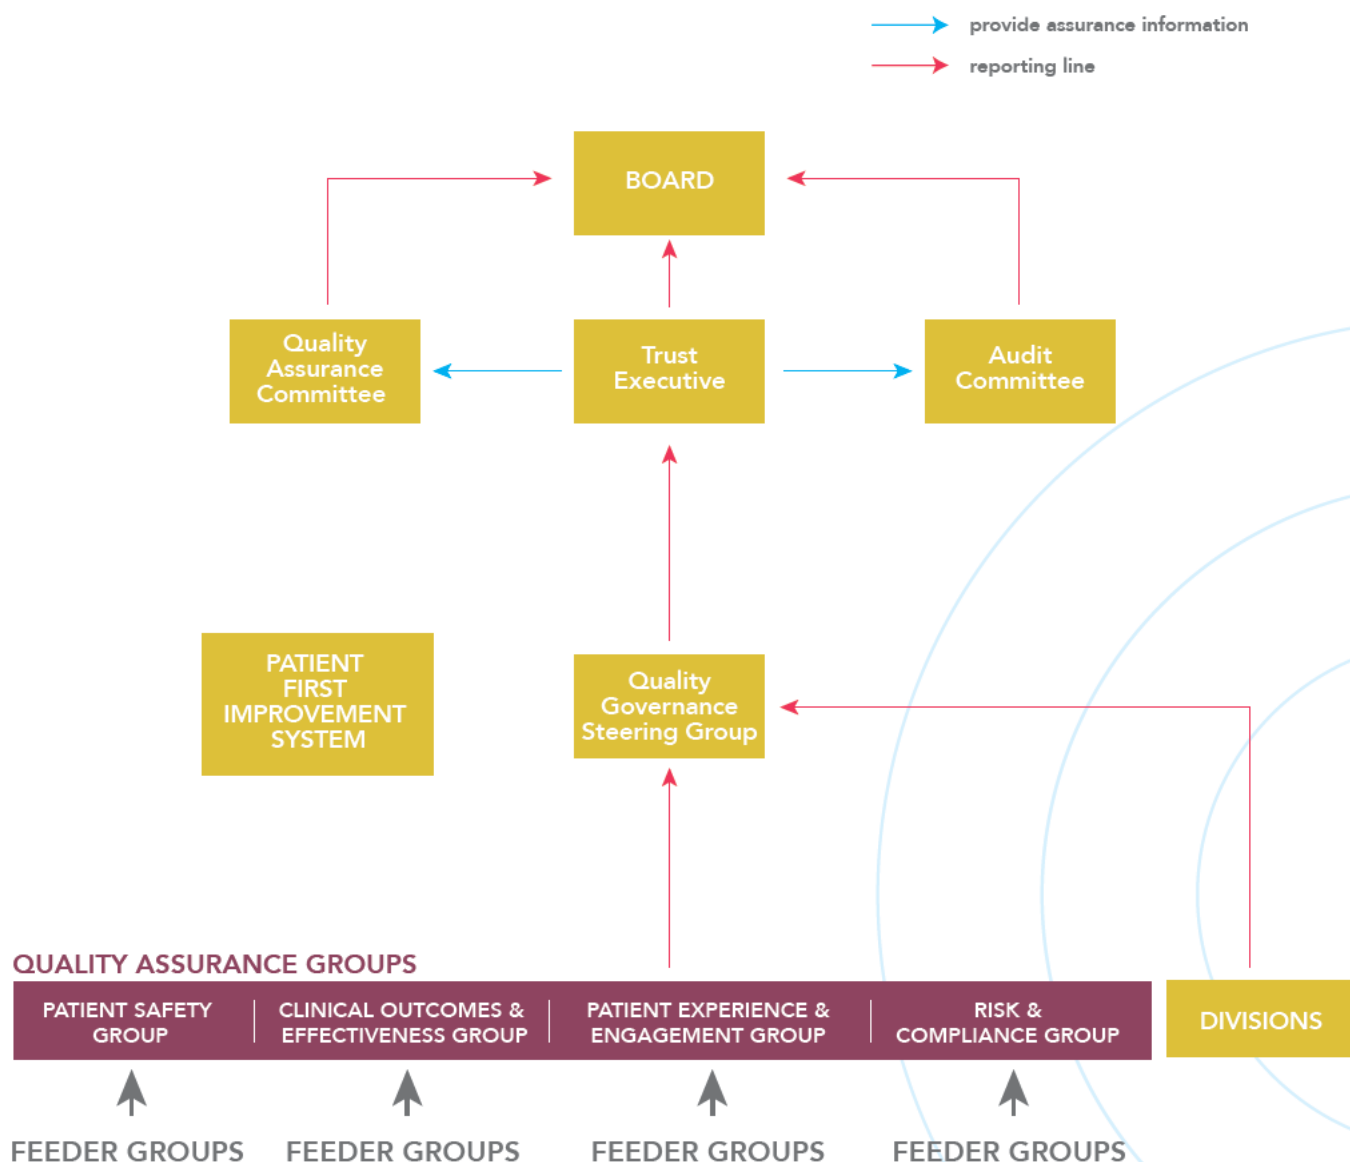 provide assurance information
reporting line
BOARD
Quality
Assurance
Committee
Trust
Executive
Audit
Committee
PATIENT
FIRST
IMPROVEMENT
SYSTEM
Quality
Governance
Steering Group
QUALITY ASSURANCE GROUPS
PATIENT SAFETY
GROUP
CLINICAL OUTCOMES &
EFFECTIVENESS GROUP
PATIENT EXPERIENCE &
ENGAGEMENT GROUP
RISK &
COMPLIANCE GROUP
DIVISIONS
FEEDER GROUPS
FEEDER GROUPS
FEEDER GROUPS
FEEDER GROUPS